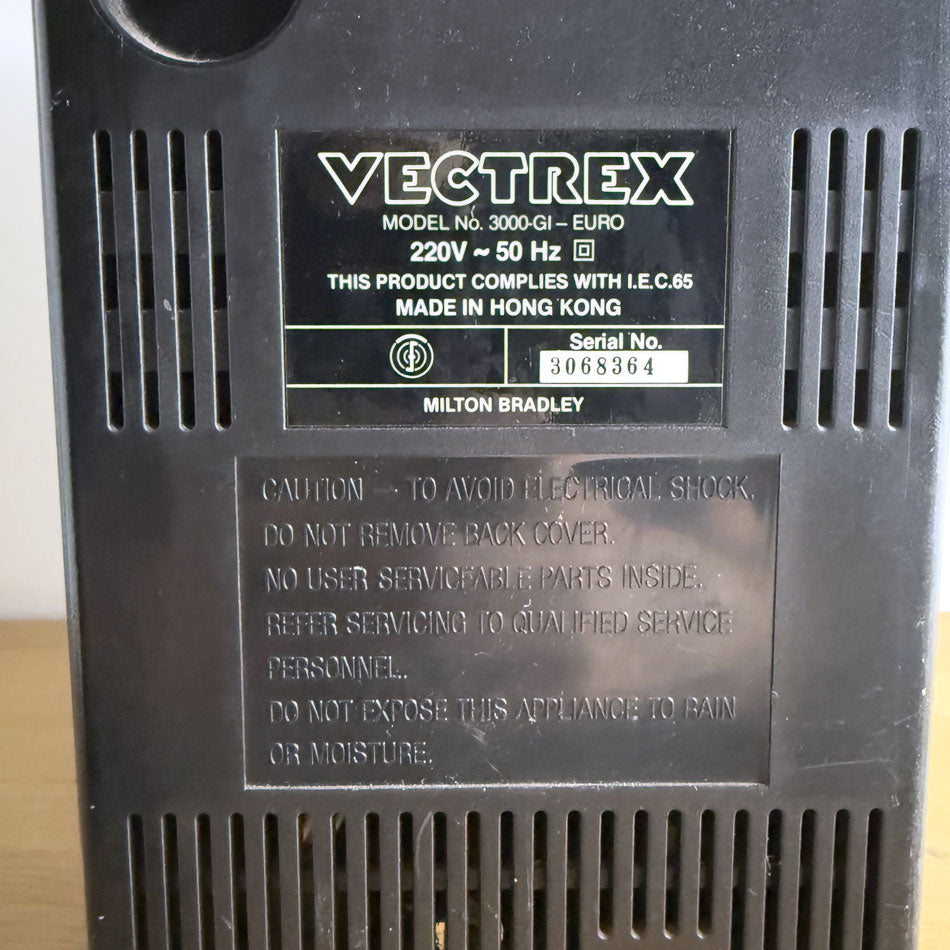 VECTREX
MODEL No. 3000-GI – EURO
220V ~ 50 Hz
THIS PRODUCT COMPLIES WITH I.E.C.65
MADE IN HONG KONG
Serial No.
3068364
MILTON BRADLEY
CAUTION – TO AVOID ELECTRICAL SHOCK,
DO NOT REMOVE BACK COVER.
NO USER SERVICEABLE PARTS INSIDE.
REFER SERVICING TO QUALIFIED SERVICE
PERSONNEL.
DO NOT EXPOSE THIS APPLIANCE TO RAIN
OR MOISTURE.